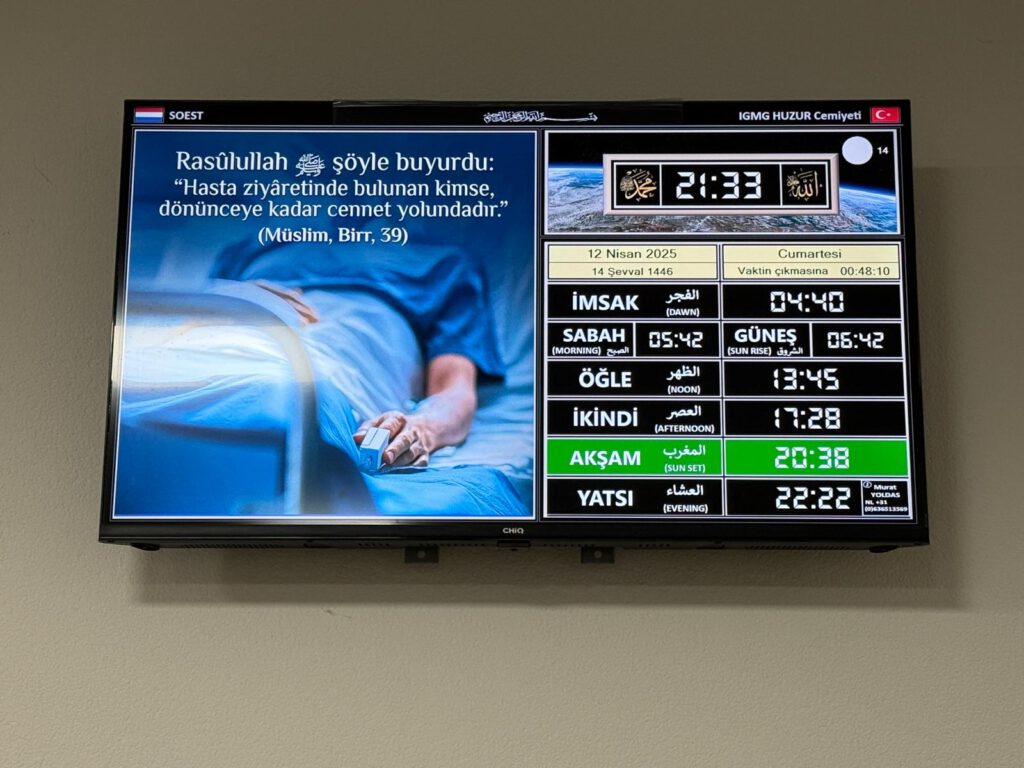 SOEST
IGMG HUZUR Cemiyeti
Rasûlullah ﷺ şöyle buyurdu:
“Hasta ziyâretinde bulunan kimse,
dönünceye kadar cennet yolundadır.”
(Müslim, Birr, 39)
14
محمد 21:33 الله
12 Nisan 2025 Cumartesi
14 Şevval 1446 Vaktin çıkmasına 00:48:10
İMSAK الفجر (DAWN) 04:40
SABAH 05:42 GÜNEŞ 06:42
(MORNING) الصبح (SUN RISE) الشروق
ÖĞLE الظهر (NOON) 13:45
İKİNDİ العصر (AFTERNOON) 17:28
AKŞAM المغرب (SUN SET) 20:38
YATSI العشاء (EVENING) 22:22
Murat
YOLDAS
NL +31
(0)636513569
CHiQ